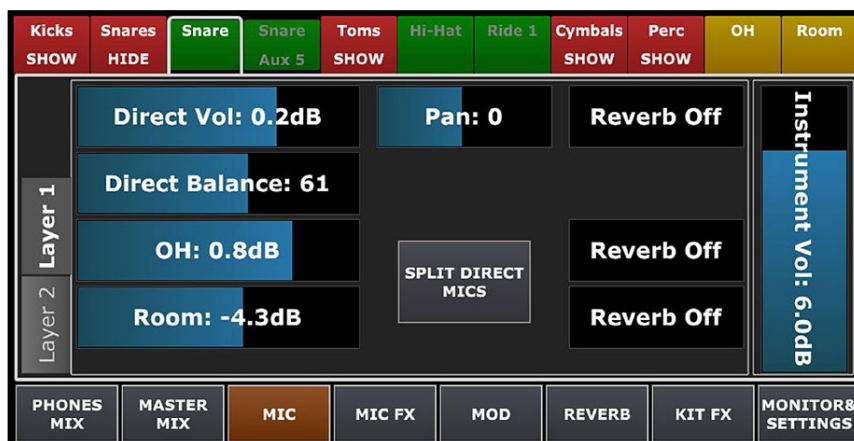 Kicks Snares Snare Snare Toms Hi-Hat Ride 1 Cymbals Perc OH Room
SHOW HIDE Aux 5 SHOW SHOW SHOW
Direct Vol: 0.2dB Pan: 0 Reverb Off
Direct Balance: 61
OH: 0.8dB Reverb Off
SPLIT DIRECT
MICS
Room: -4.3dB Reverb Off
Layer 1
Layer 2
Instrument Vol: 6.0dB
PHONES MASTER MIC MIC FX MOD REVERB KIT FX MONITOR&
MIX MIX SETTINGS